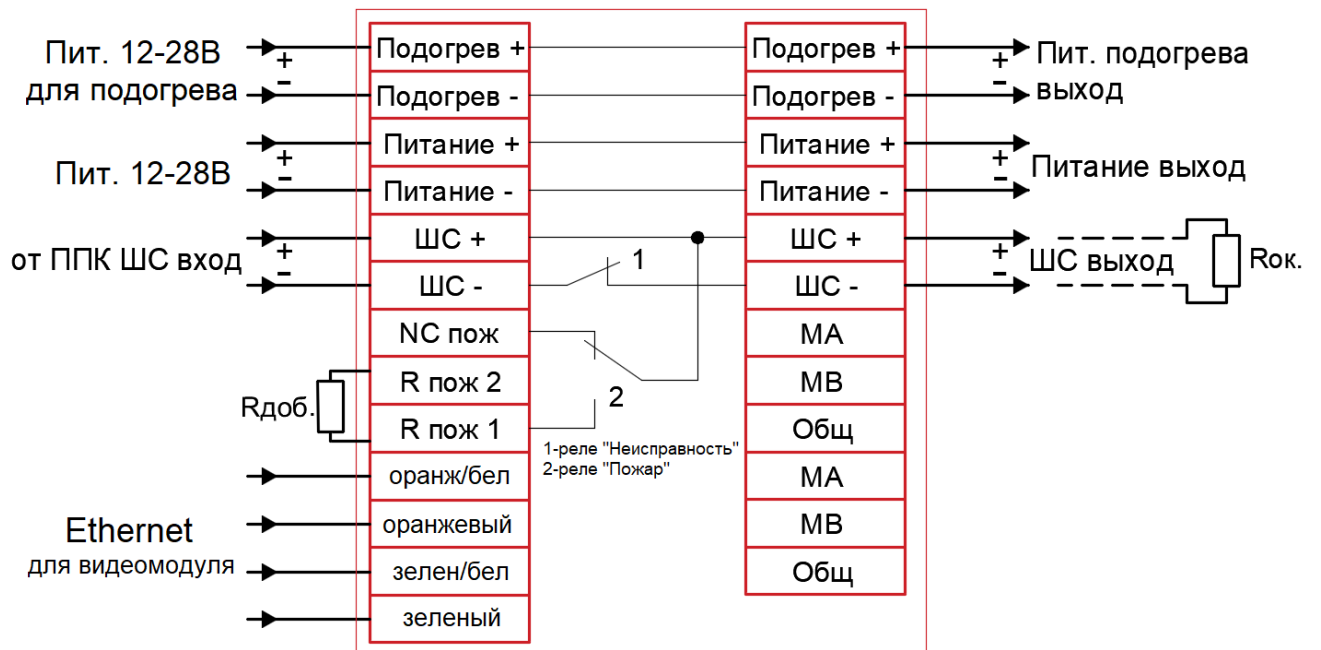 Пит. 12-28В
для подогрева
+
-
Пит. 12-28В
+
-
от ППК ШС вход
+
-
Rдоб.
Ethernet
для видеомодуля
Подогрев +
Подогрев -
Питание +
Питание -
ШС +
ШС -
NC пож
R пож 2
R пож 1
оранж/бел
оранжевый
зелен/бел
зеленый
1
2
1-реле "Неисправность"
2-реле "Пожар"
Подогрев +
Подогрев -
Питание +
Питание -
ШС +
ШС -
MA
MB
Общ
MA
MB
Общ
+
-
Пит. подогрева
выход
+
-
Питание выход
+
-
ШС выход
Rок.